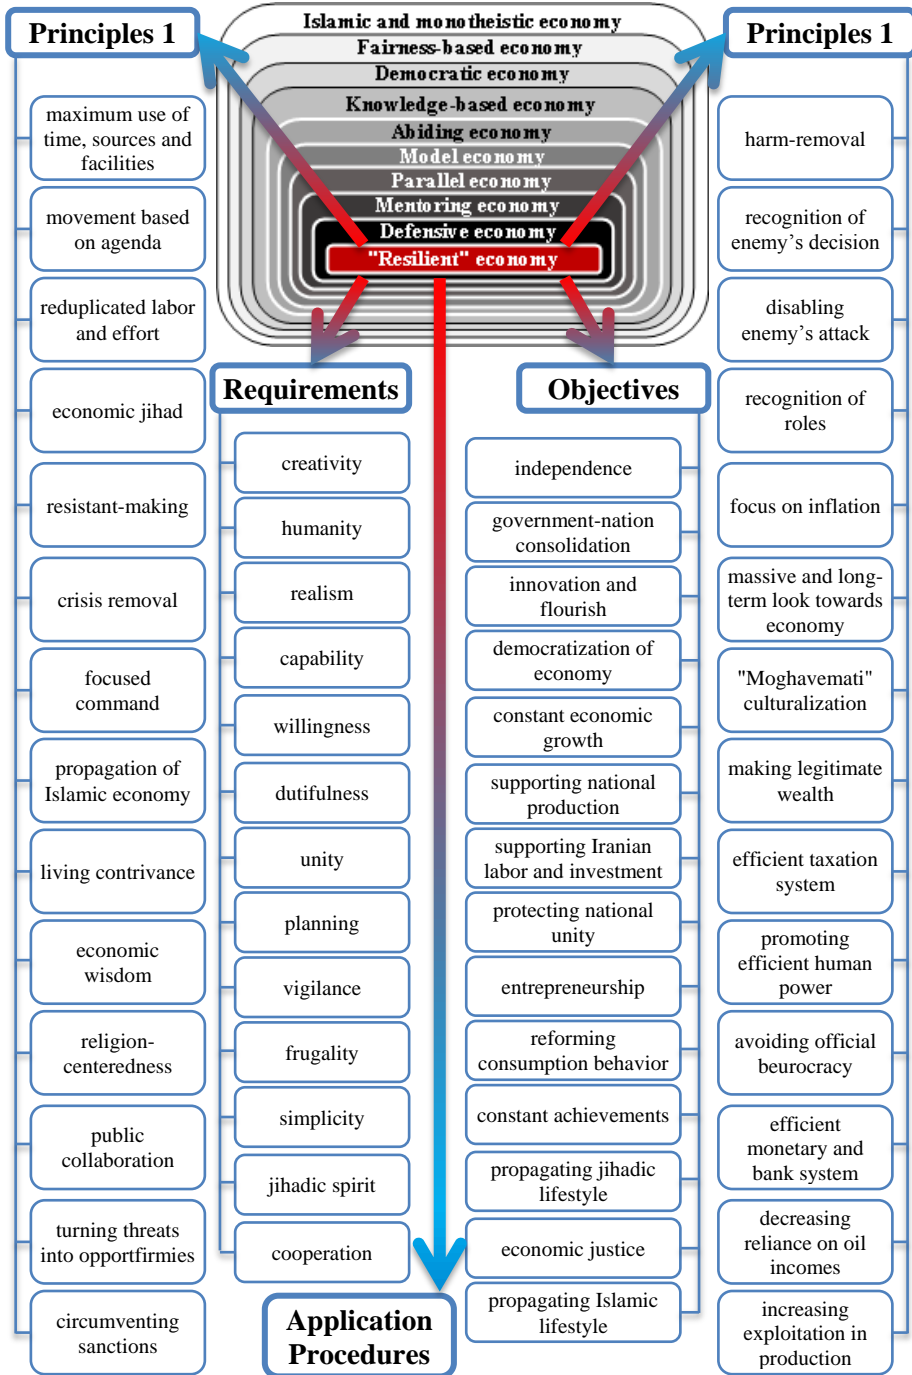 Principles 1
Islamic and monotheistic economy
Fairness-based economy
Democratic economy
Knowledge-based economy
Abiding economy
Model economy
Parallel economy
Mentoring economy
Defensive economy
"Resilient" economy
Principles 1
maximum use of
time, sources and
facilities
movement based
on agenda
reduplicated labor
and effort
economic jihad
resistant-making
crisis removal
focused
command
propagation of
Islamic economy
living contrivance
economic
wisdom
religion-
centeredness
public
collaboration
turning threats
into opportfirmies
circumventing
sanctions
Requirements
creativity
humanity
realism
capability
willingness
dutifulness
unity
planning
vigilance
frugality
simplicity
jihadic spirit
cooperation
Application
Procedures
Objectives
independence
government-nation
consolidation
innovation and
flourish
democratization of
economy
constant economic
growth
supporting national
production
supporting Iranian
labor and investment
protecting national
unity
entrepreneurship
reforming
consumption behavior
constant achievements
propagating jihadic
lifestyle
economic justice
propagating Islamic
lifestyle
harm-removal
recognition of
enemy's decision
disabling
enemy's attack
recognition of
roles
focus on inflation
massive and long-
term look towards
economy
"Moghavemati"
culturalization
making legitimate
wealth
efficient taxation
system
promoting
efficient human
power
avoiding official
beurocracy
efficient
monetary and
bank system
decreasing
reliance on oil
incomes
increasing
exploitation in
production